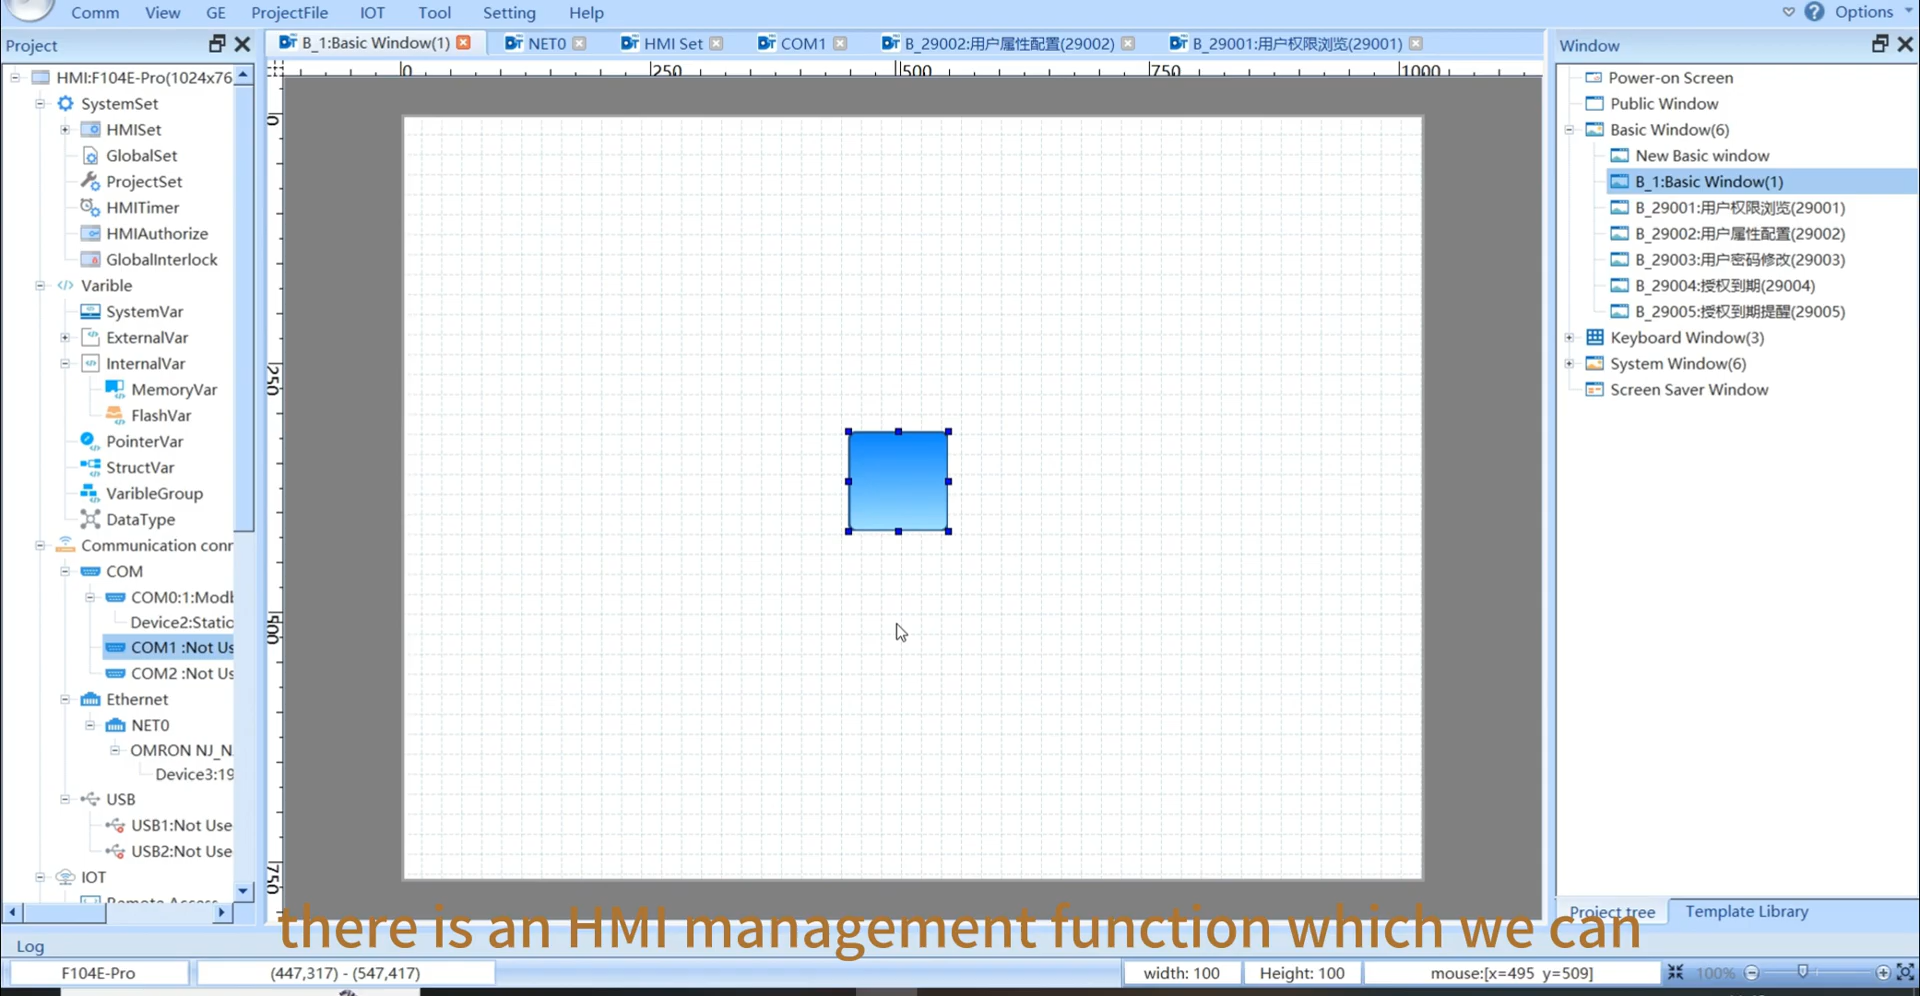 Comm View GE ProjectFile IOT Tool Setting Help Options
Project
B_1:Basic Window(1) NET0 HMI Set COM1 B_29002:用户属性配置(29002) B_29001:用户权限浏览(29001)
Window
0 250 500 750 1000
0
250
500
750
HMI:F104E-Pro(1024x76
SystemSet
HMISet
GlobalSet
ProjectSet
HMITimer
HMIAuthorize
GlobalInterlock
Varible
SystemVar
ExternalVar
InternalVar
MemoryVar
FlashVar
PointerVar
StructVar
VaribleGroup
DataType
Communication conr
COM
COM0:1:Modb
Device2:Static
COM1 :Not Us
COM2 :Not Us
Ethernet
NET0
OMRON NJ_N
Device3:19
USB
USB1:Not Use
USB2:Not Use
IOT
Remote Access
Power-on Screen
Public Window
Basic Window(6)
New Basic window
B_1:Basic Window(1)
B_29001:用户权限浏览(29001)
B_29002:用户属性配置(29002)
B_29003:用户密码修改(29003)
B_29004:授权到期(29004)
B_29005:授权到期提醒(29005)
Keyboard Window(3)
System Window(6)
Screen Saver Window
Project tree Template Library
there is an HMI management function which we can
Log
F104E-Pro (447,317) - (547,417) width: 100 Height: 100 mouse:[x=495 y=509] 100%